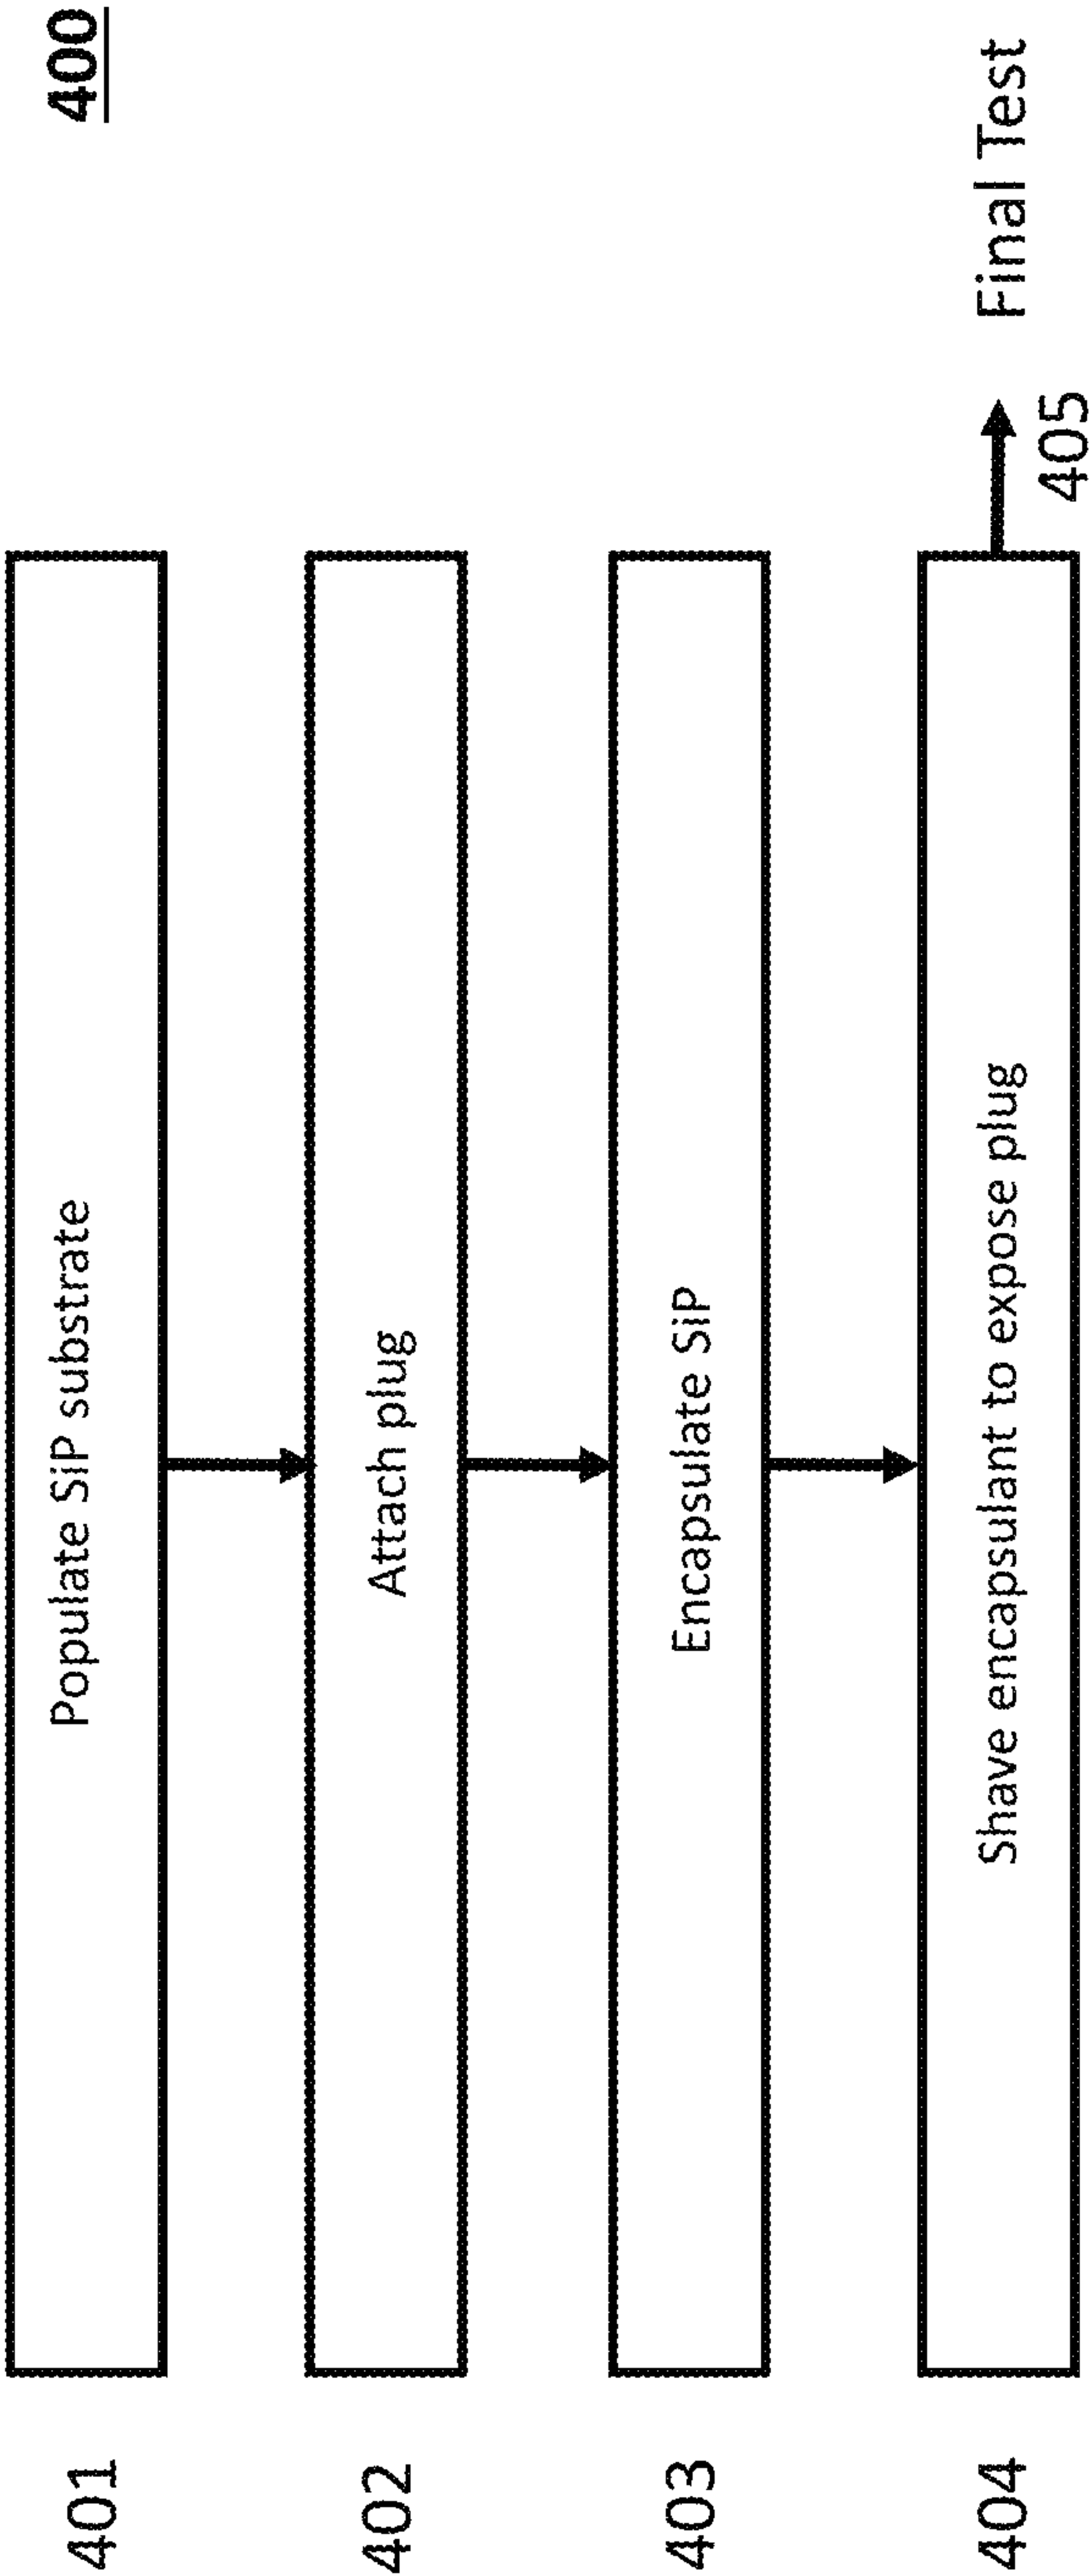 400
401
Populate SiP substrate
402
Attach plug
403
Encapsulate SiP
404
Shave encapsulant to expose plug
Final Test
405